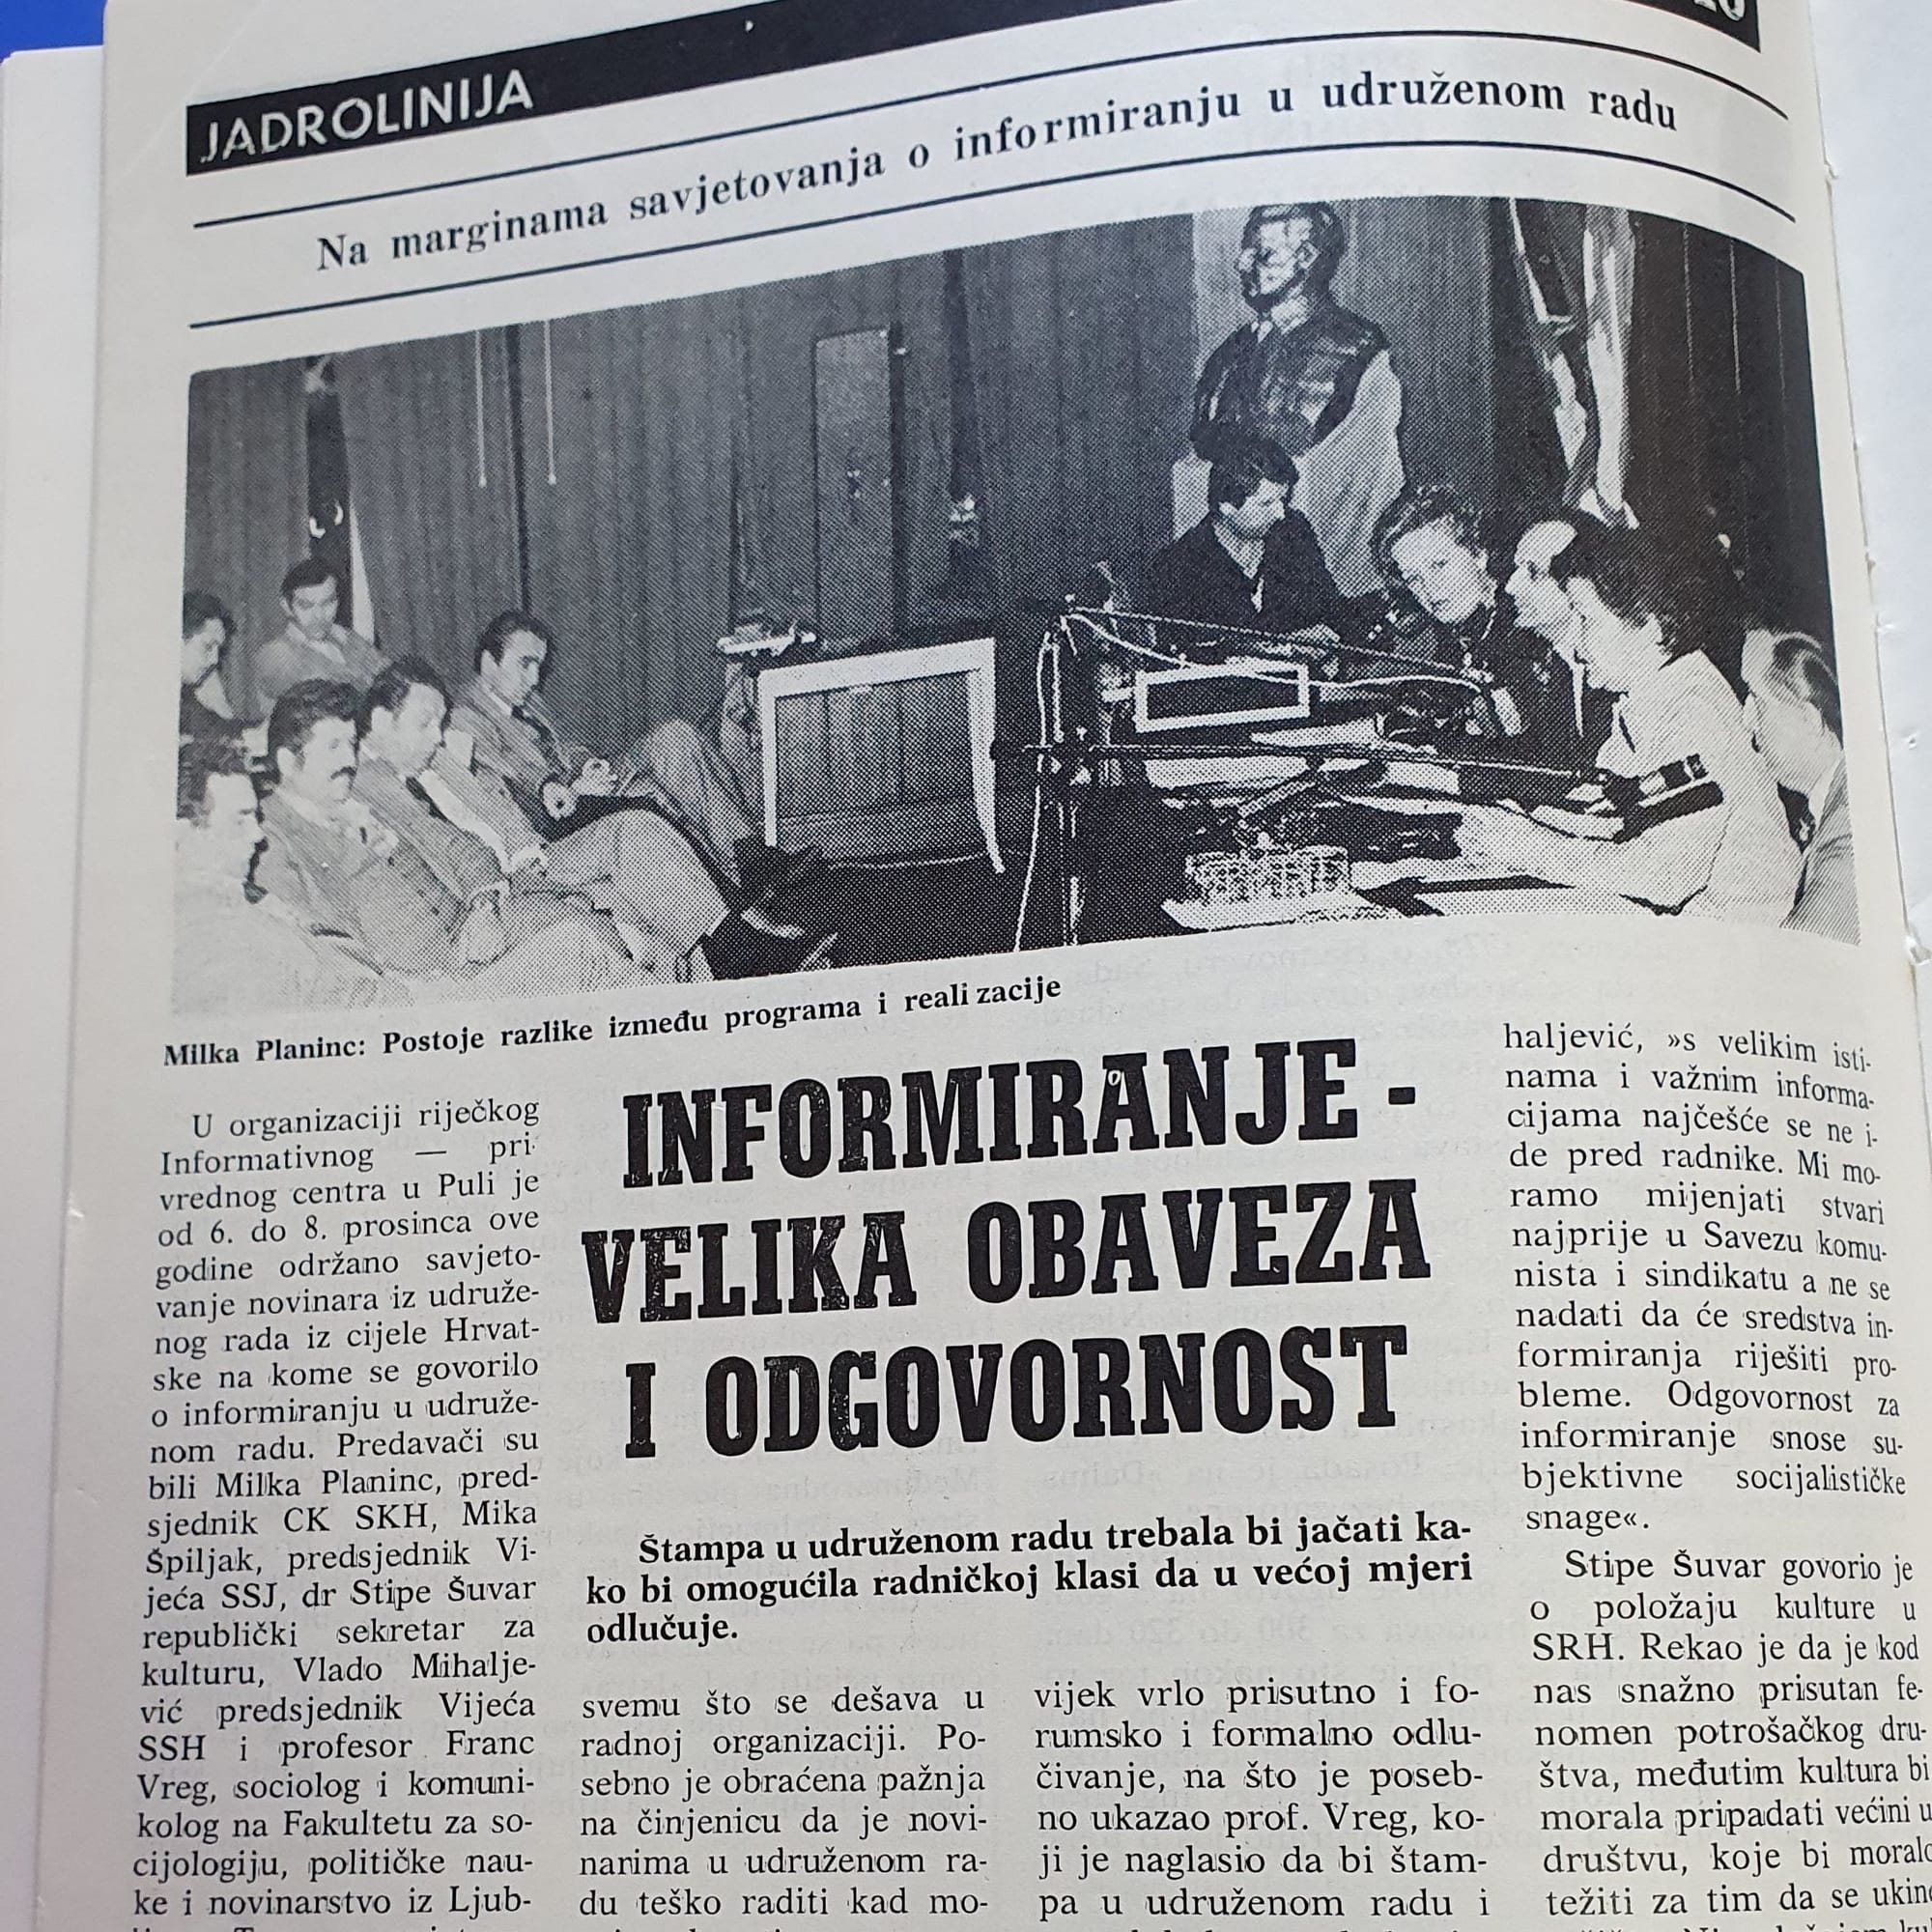 JADROLINIJA
Na marginama savjetovanja o informiranju u udruženom radu
Milka Planinc: Postoje razlike između programa i reali zacije
INFORMIRANJE -
VELIKA OBAVEZA
I ODGOVORNOST
Štampa u udruženom radu trebala bi jačati ka-
ko bi omogućila radničkoj klasi da u većoj mjeri
odlučuje.
U organizaciji riječkog
Informativnog — pri-
vrednog centra u Puli je
od 6. do 8. prosinca ove
godine održano savjeto-
vanje novinara iz udruže-
nog rada iz cijele Hrvat-
ske na kome se govorilo
o informiranju u udruže-
nom radu. Predavači su
bili Milka Planinc, pred-
sjednik CK SKH, Mika
Špiljak, predsjednik Vi-
jeća SSJ, dr Stipe Šuvar
republički sekretar za
kulturu, Vlado Mihalje-
vić predsjednik Vijeća
SSH i profesor Franc
Vreg, sociolog i komuni-
kolog na Fakultetu za so-
cijologiju, političke nau-
ke i novinarstvo iz Ljub-
svemu što se dešava u
radnoj organizaciji. Po-
sebno je obraćena pažnja
na činjenicu da je novi-
narima u udruženom ra-
du teško raditi kad mo-
vijek vrlo prisutno i fo-
rumsko i formalno odlu-
čivanje, na što je poseb-
no ukazao prof. Vreg, ko-
ji je naglasio da bi štam-
pa u udruženom radu i
haljević, »s velikim isti-
nama i važnim informa-
cijama najčešće se ne i-
de pred radnike. Mi mo-
ramo mijenjati stvari
najprije u Savezu komu-
nista i sindikatu a ne se
nadati da će sredstva in-
formiranja riješiti pro-
bleme. Odgovornost za
informiranje snose su-
bjektivne socijalističke
snage«.
Stipe Šuvar govorio je
o položaju kulture u
SRH. Rekao je da je kod
nas snažno prisutan fe-
nomen potrošačkog dru-
štva, međutim kultura bi
morala pripadati većini u
društvu, koje bi moralo
težiti za tim da se ukine